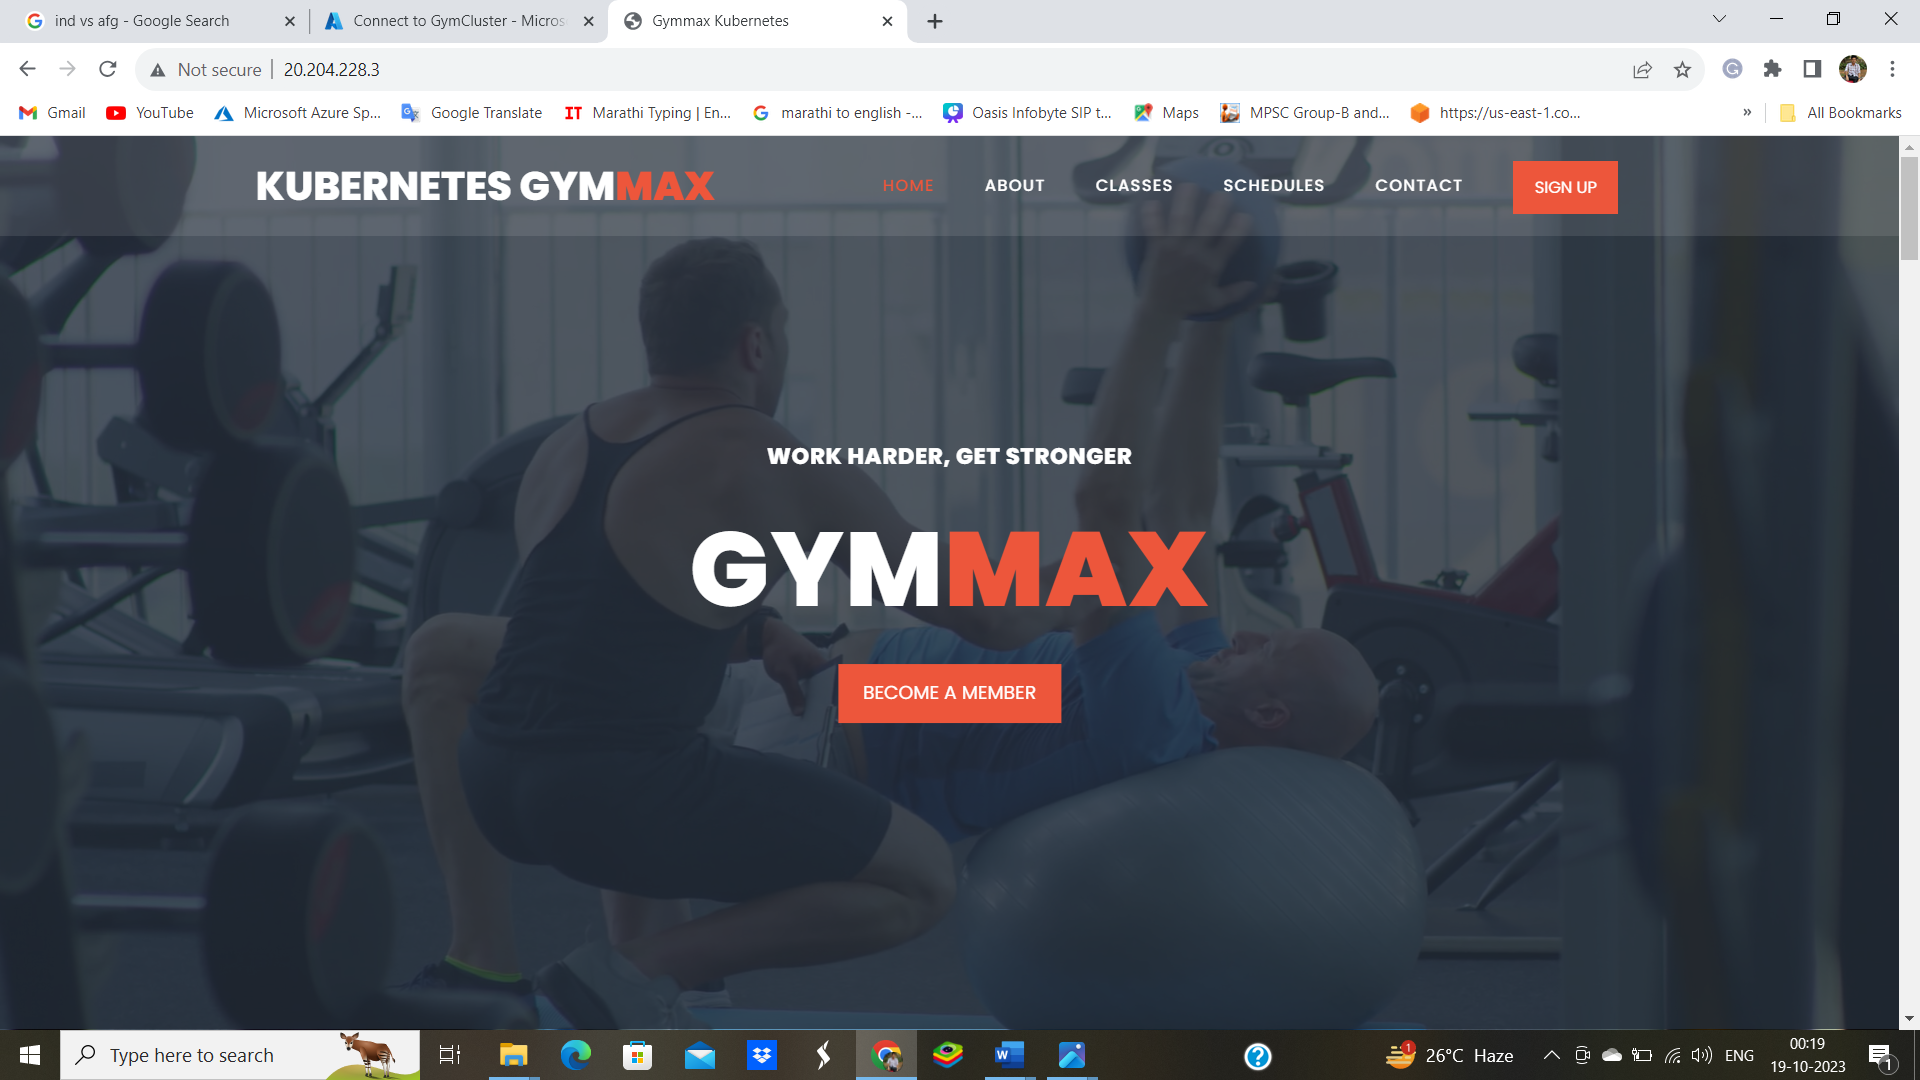 ind vs afg - Google Search
Connect to GymCluster - Micros
Gymmax Kubernetes
Not secure
20.204.228.3
Gmail
YouTube
Microsoft Azure Sp...
Google Translate
Marathi Typing | En...
marathi to english -...
Oasis Infobyte SIP t...
Maps
MPSC Group-B and...
https://us-east-1.co...
»
All Bookmarks
KUBERNETES GYMMAX
HOME
ABOUT
CLASSES
SCHEDULES
CONTACT
SIGN UP
WORK HARDER, GET STRONGER
GYMMAX
BECOME A MEMBER
Type here to search
1
26°C Haze
ENG
00:19
19-10-2023
1